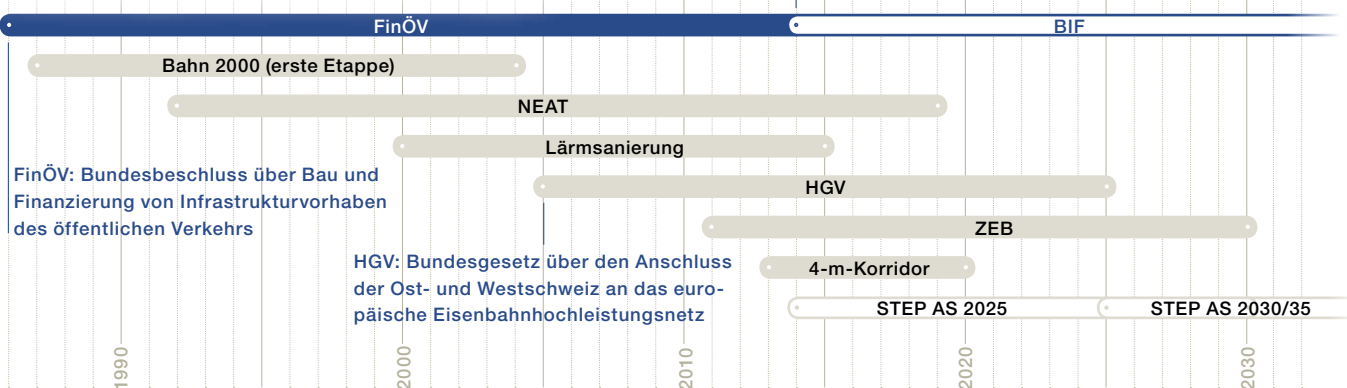 FinÖV
BIF
Bahn 2000 (erste Etappe)
NEAT
Lärmsanierung
FinÖV: Bundesbeschluss über Bau und
Finanzierung von Infrastrukturvorhaben
des öffentlichen Verkehrs
HGV
ZEB
HGV: Bundesgesetz über den Anschluss
der Ost- und Westschweiz an das euro-
päische Eisenbahnhochleistungsnetz
4-m-Korridor
STEP AS 2025
STEP AS 2030/35
1990
2000
2010
2020
2030